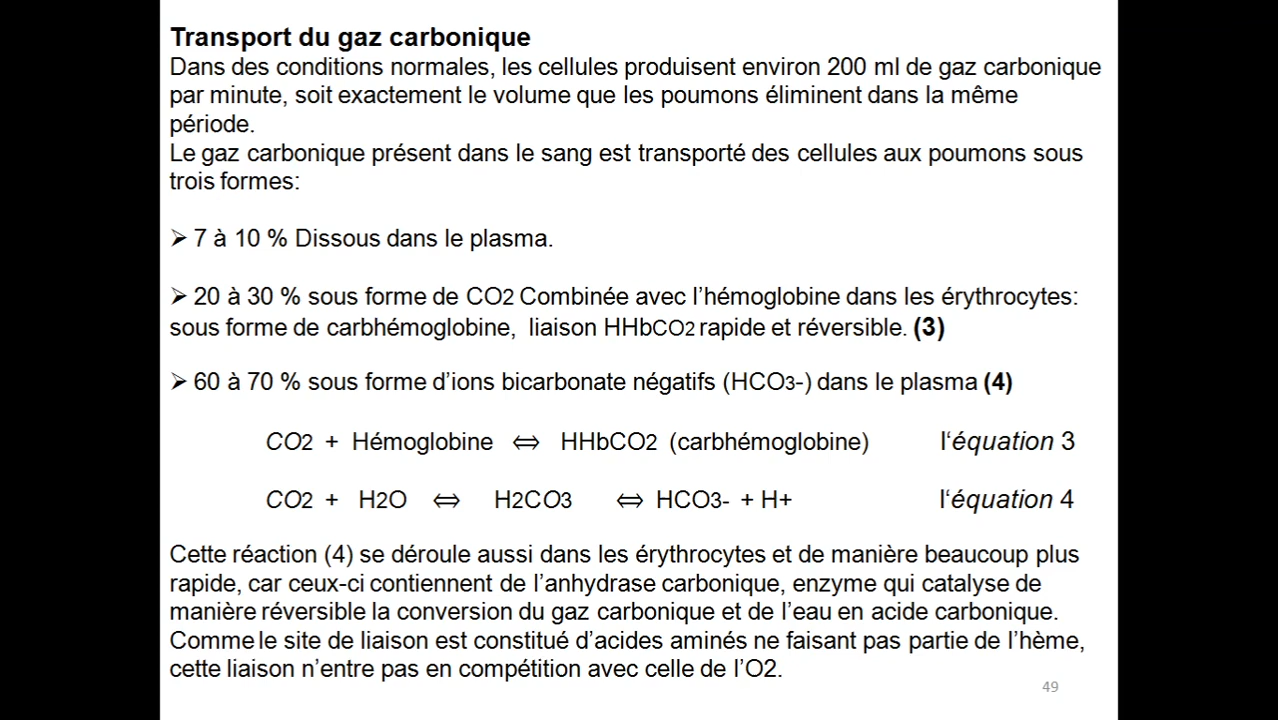 Transport du gaz carbonique
Dans des conditions normales, les cellules produisent environ 200 ml de gaz carbonique
par minute, soit exactement le volume que les poumons éliminent dans la même
période.
Le gaz carbonique présent dans le sang est transporté des cellules aux poumons sous
trois formes:
➢ 7 à 10 % Dissous dans le plasma.
➢ 20 à 30 % sous forme de CO2 Combinée avec l’hémoglobine dans les érythrocytes:
sous forme de carbhémoglobine, liaison HHbCO2 rapide et réversible. (3)
➢ 60 à 70 % sous forme d’ions bicarbonate négatifs (HCO3-) dans le plasma (4)
CO2 + Hémoglobine ⇔ HHbCO2 (carbhémoglobine) l‘équation 3
CO2 + H2O ⇔ H2CO3 ⇔ HCO3- + H+ l‘équation 4
Cette réaction (4) se déroule aussi dans les érythrocytes et de manière beaucoup plus
rapide, car ceux-ci contiennent de l’anhydrase carbonique, enzyme qui catalyse de
manière réversible la conversion du gaz carbonique et de l’eau en acide carbonique.
Comme le site de liaison est constitué d’acides aminés ne faisant pas partie de l’hème,
cette liaison n’entre pas en compétition avec celle de l’O2.
49